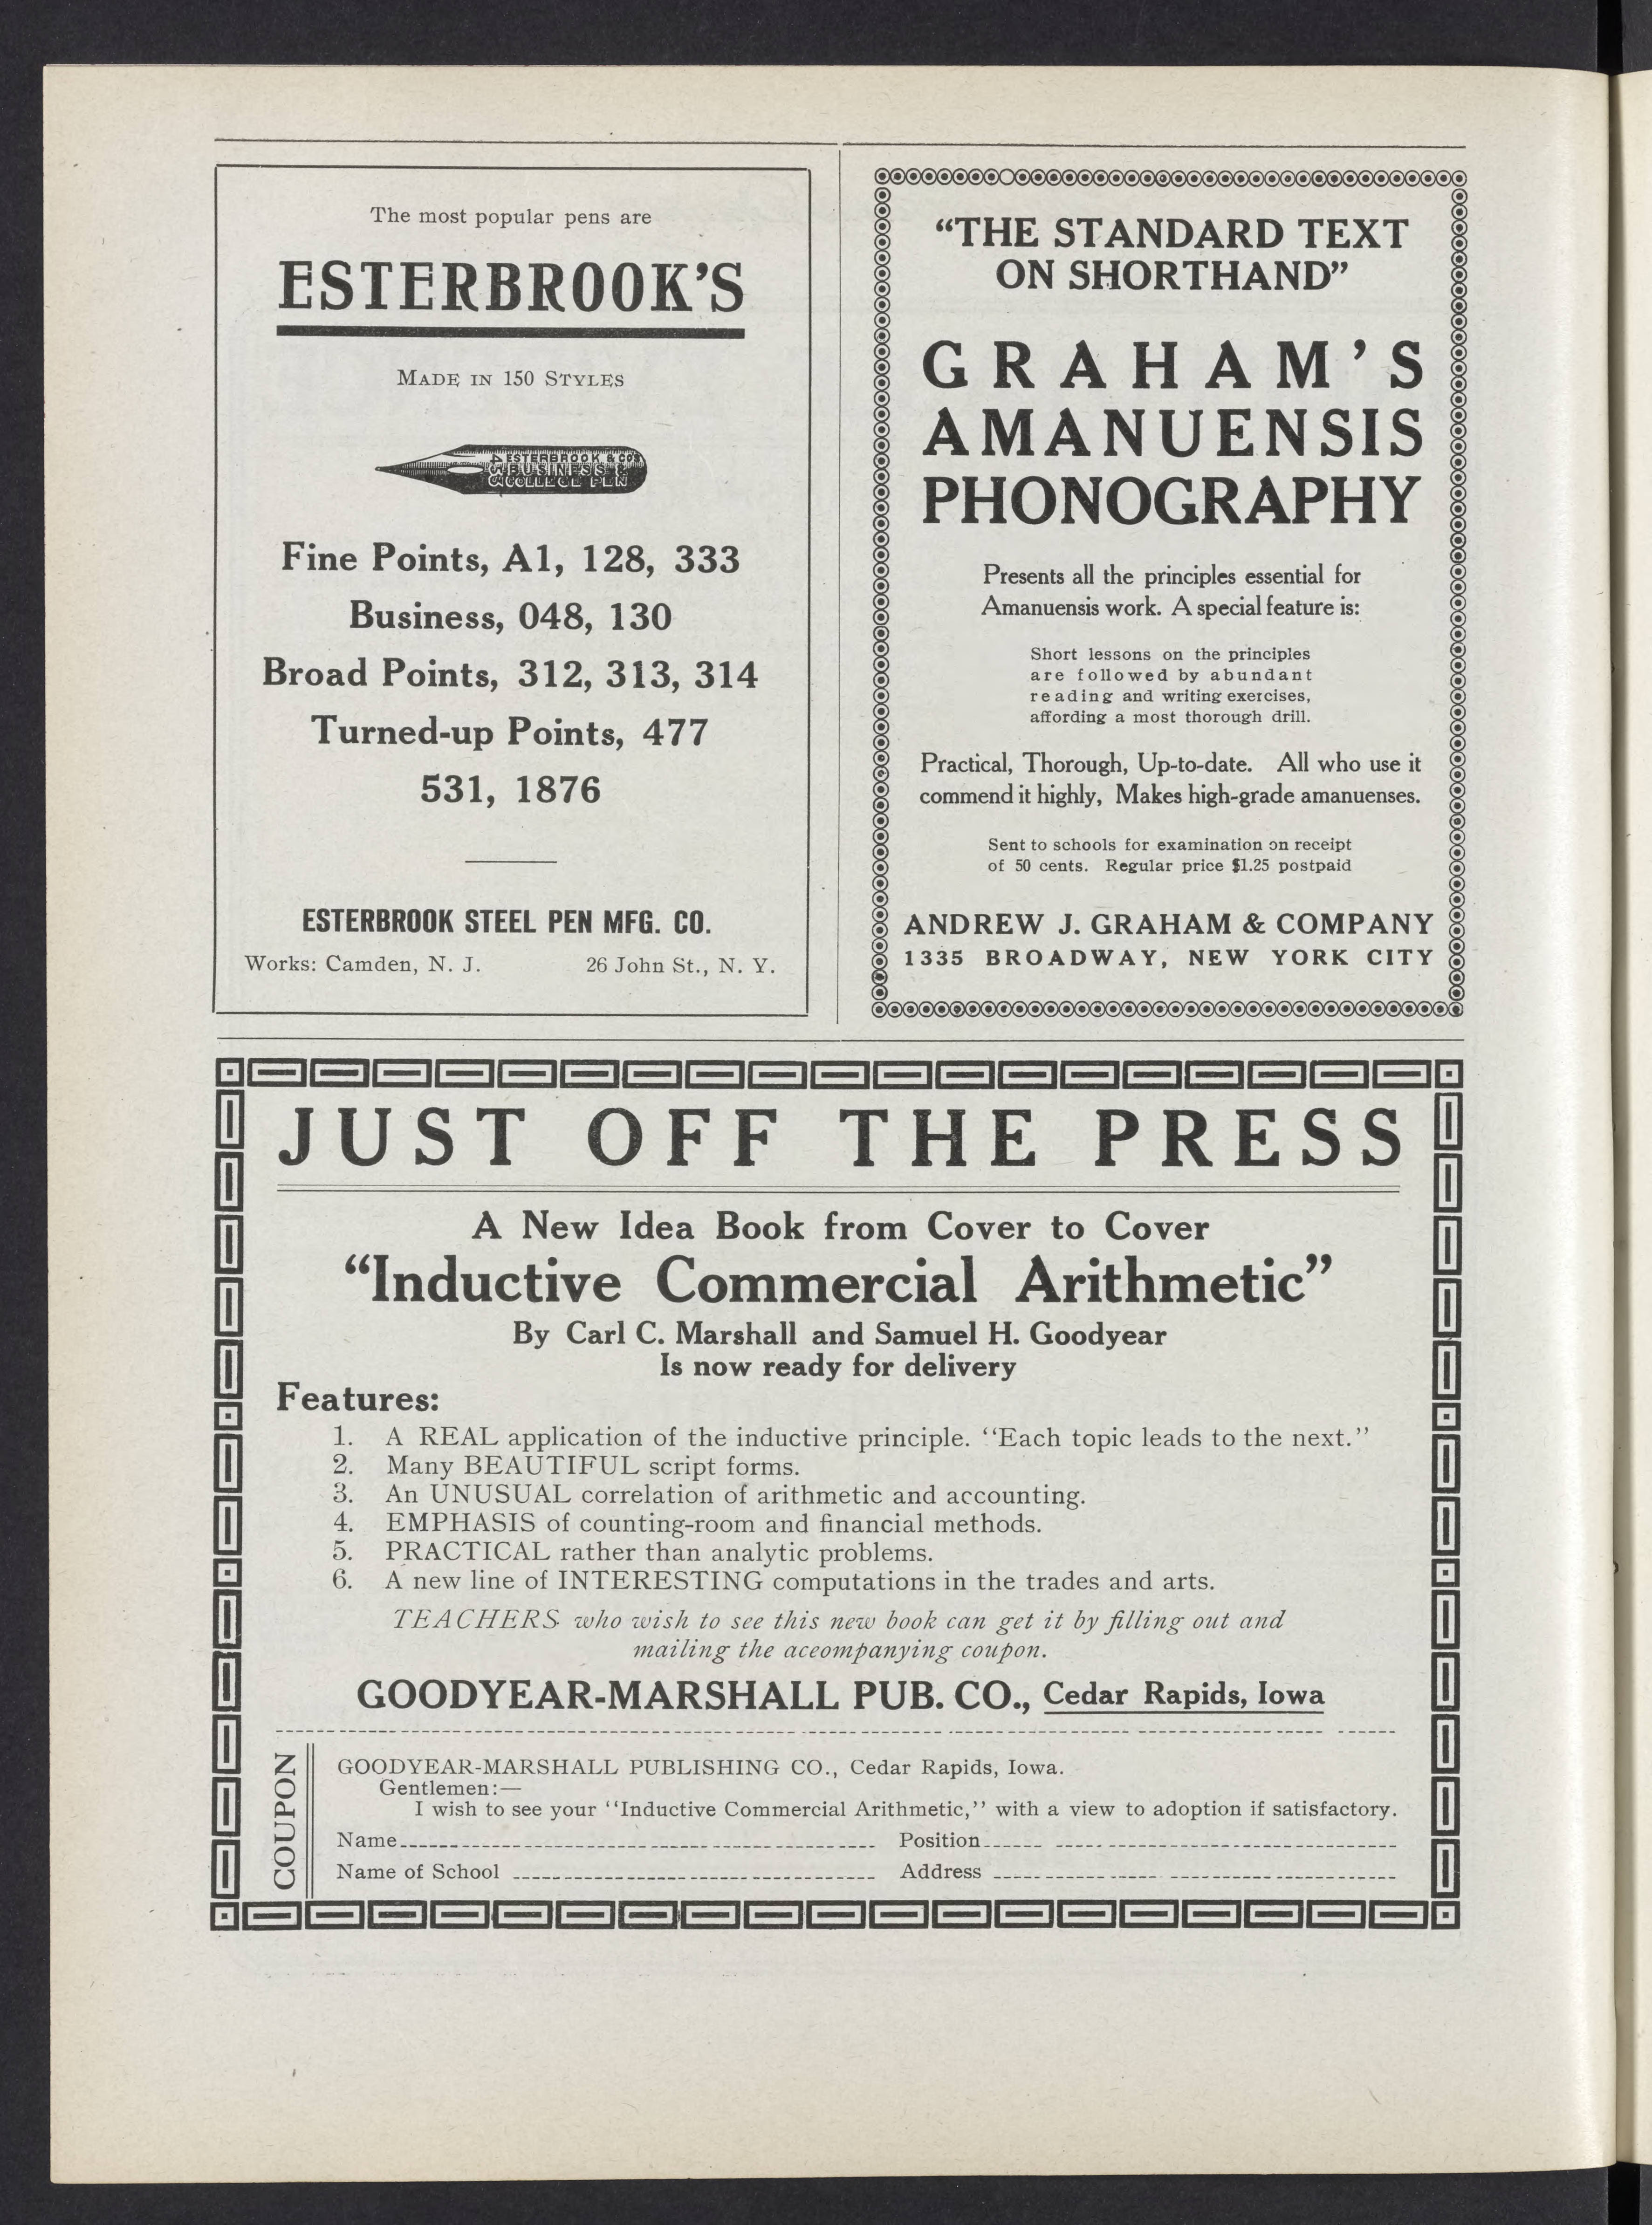 The most popular pens are
ESTERBROOK'S
MADE IN 150 STYLES
ESTERBROOK & CO'S
BUSINESS &
COLLEGE PEN
Fine Points, A1, 128, 333
Business, 048, 130
Broad Points, 312, 313, 314
Turned-up Points, 477
531, 1876
ESTERBROOK STEEL PEN MFG. CO.
Works: Camden, N. J. 26 John St., N. Y.
“THE STANDARD TEXT
ON SHORTHAND”
GRAHAM'S
AMANUENSIS
PHONOGRAPHY
Presents all the principles essential for
Amanuensis work. A special feature is:
Short lessons on the principles
are followed by abundant
reading and writing exercises,
affording a most thorough drill.
Practical, Thorough, Up-to-date. All who use it
commend it highly, Makes high-grade amanuenses.
Sent to schools for examination on receipt
of 50 cents. Regular price $1.25 postpaid
ANDREW J. GRAHAM & COMPANY
1335 BROADWAY, NEW YORK CITY
JUST OFF THE PRESS
A New Idea Book from Cover to Cover
“Inductive Commercial Arithmetic”
By Carl C. Marshall and Samuel H. Goodyear
Is now ready for delivery
Features:
1. A REAL application of the inductive principle. “Each topic leads to the next.”
2. Many BEAUTIFUL script forms.
3. An UNUSUAL correlation of arithmetic and accounting.
4. EMPHASIS of counting-room and financial methods.
5. PRACTICAL rather than analytic problems.
6. A new line of INTERESTING computations in the trades and arts.
TEACHERS who wish to see this new book can get it by filling out and
mailing the aceompanying coupon.
GOODYEAR-MARSHALL PUB. CO., Cedar Rapids, Iowa
COUPON
GOODYEAR-MARSHALL PUBLISHING CO., Cedar Rapids, Iowa.
Gentlemen:—
I wish to see your “Inductive Commercial Arithmetic,” with a view to adoption if satisfactory.
Name Position
Name of School Address